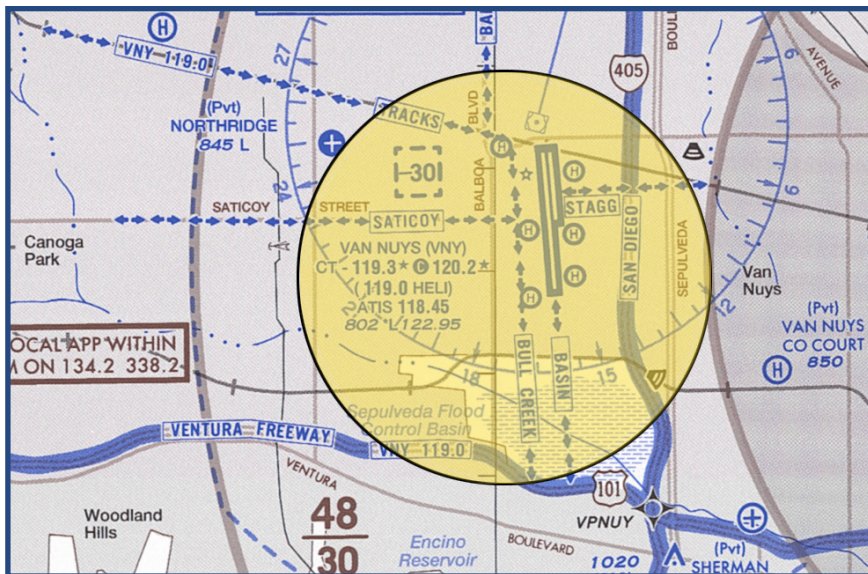 BAL
27
VNY 119.0
H
(Pvt)
NORTHRIDGE
845 L
TRACKS
BLVD
H
405
BOUL
AVENUE
6
30
H
24
BALBOA
SATICOY
STREET
SATICOY
STAGG
9
Canoga
Park
VAN NUYS (VNY)
CT - 119.3 ★ C 120.2 ★
(119.0 HELI)
ATIS 118.45
802 *L 122.95
H
H
H
H
SAN DIEGO
SEPULVEDA
Van
Nuys
12
21
(Pvt)
VAN NUYS
CO COURT
850
H
OCAL APP WITHIN
M ON 134.2 338.2
BULL CREEK
BASIN
18
15
Sepulveda Flood
Control Basin
VENTURA FREEWAY
VNY 119.0
VENTURA
101
VPNUY
Woodland
Hills
48
30
Encino
Reservoir
BOULEVARD
1020
(Pvt)
SHERMAN